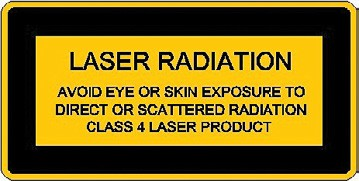 LASER RADIATION
AVOID EYE OR SKIN EXPOSURE TO
DIRECT OR SCATTERED RADIATION
CLASS 4 LASER PRODUCT